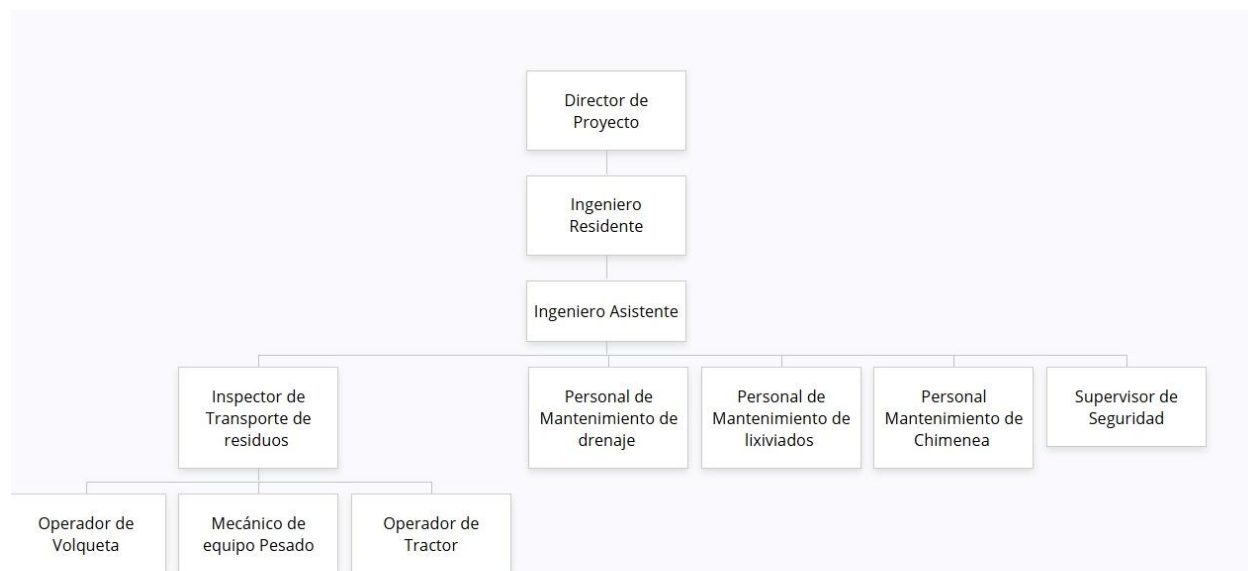 Director de
Proyecto
Ingeniero
Residente
Ingeniero Asistente
Inspector de
Transporte de
residuos
Personal de
Mantenimiento de
drenaje
Personal de
Mantenimiento de
lixiviados
Personal
Mantenimiento de
Chimenea
Supervisor de
Seguridad
Operador de
Volqueta
Mecánico de
equipo Pesado
Operador de
Tractor